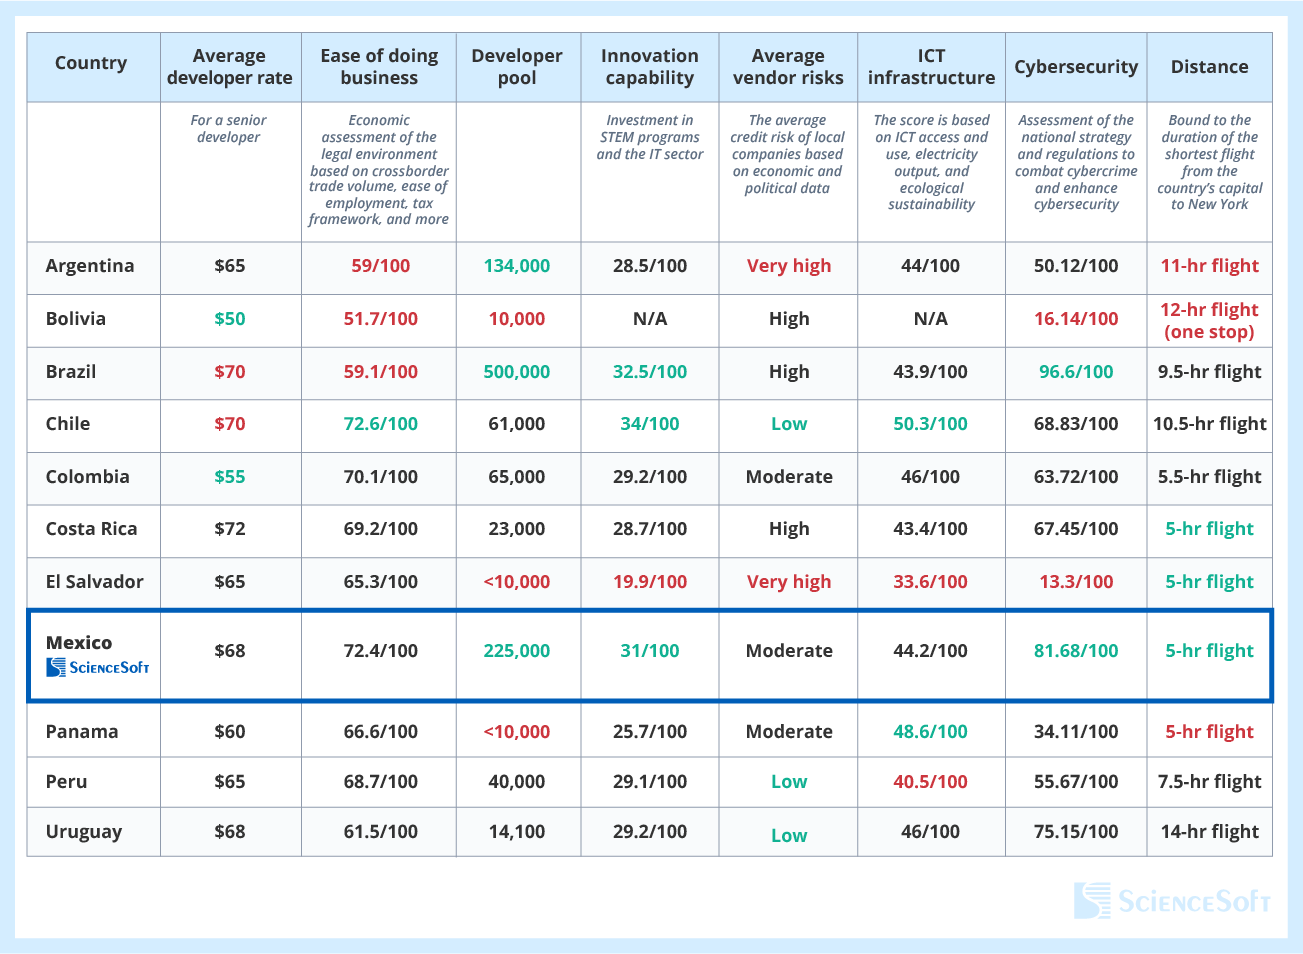 Country
Average
developer rate
Ease of doing
business
Developer
pool
Innovation
capability
Average
vendor risks
ICT
infrastructure
Cybersecurity
Distance
For a senior
developer
Economic
assessment of the
legal environment
based on crossborder
trade volume, ease of
employment, tax
framework, and more
Investment in
STEM programs
and the IT sector
The average
credit risk of local
companies based
on economic and
political data
The score is based
on ICT access and
use, electricity
output, and
ecological
sustainability
Assessment of the
national strategy
and regulations to
combat cybercrime
and enhance
cybersecurity
Bound to the
duration of the
shortest flight
from the
country's capital
to New York
Argentina $65 59/100 134,000 28.5/100 Very high 44/100 50.12/100 11-hr flight
Bolivia $50 51.7/100 10,000 N/A High N/A 16.14/100 12-hr flight
(one stop)
Brazil $70 59.1/100 500,000 32.5/100 High 43.9/100 96.6/100 9.5-hr flight
Chile $70 72.6/100 61,000 34/100 Low 50.3/100 68.83/100 10.5-hr flight
Colombia $55 70.1/100 65,000 29.2/100 Moderate 46/100 63.72/100 5.5-hr flight
Costa Rica $72 69.2/100 23,000 28.7/100 High 43.4/100 67.45/100 5-hr flight
El Salvador $65 65.3/100 <10,000 19.9/100 Very high 33.6/100 13.3/100 5-hr flight
Mexico
ScienceSoft
$68 72.4/100 225,000 31/100 Moderate 44.2/100 81.68/100 5-hr flight
Panama $60 66.6/100 <10,000 25.7/100 Moderate 48.6/100 34.11/100 5-hr flight
Peru $65 68.7/100 40,000 29.1/100 Low 40.5/100 55.67/100 7.5-hr flight
Uruguay $68 61.5/100 14,100 29.2/100 Low 46/100 75.15/100 14-hr flight
ScienceSoft